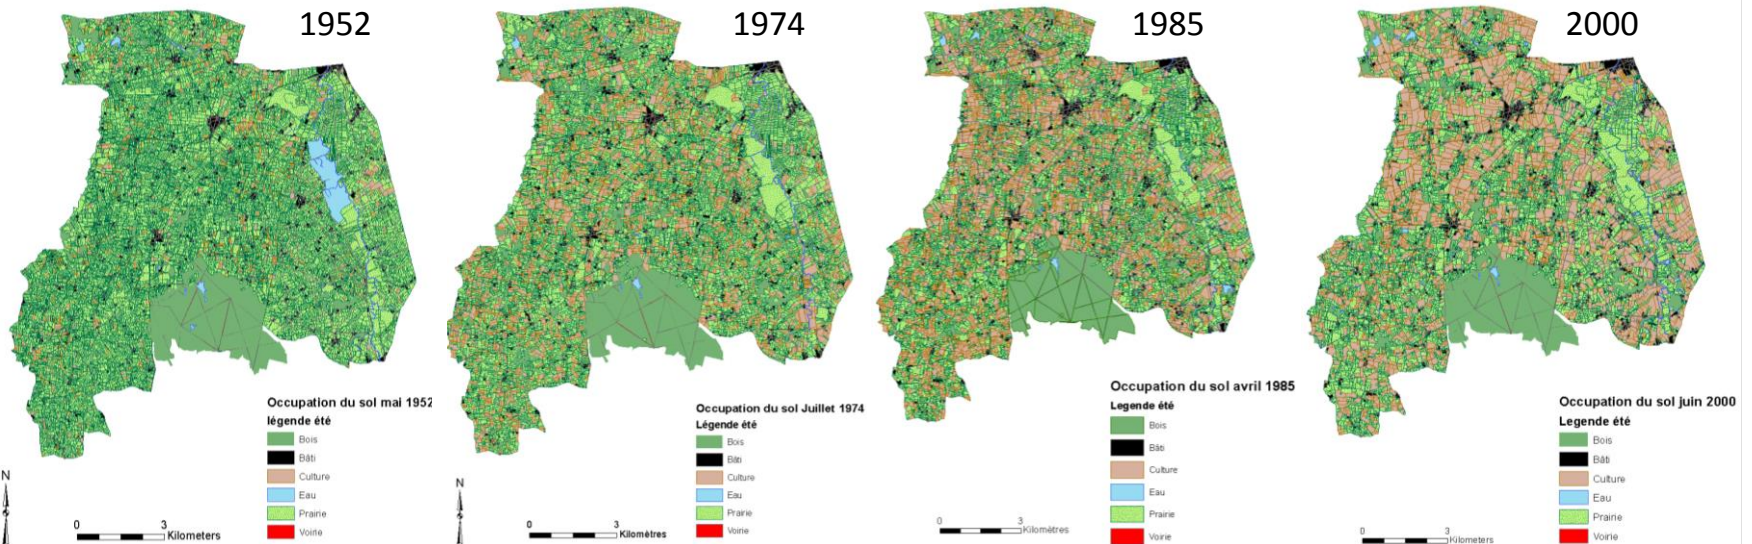 1952
Occupation du sol mai 1952
légende été
Bois
Bâti
Culture
Eau
Prairie
Voirie
N
0 3
Kilometers
1974
Occupation du sol Juillet 1974
Légende été
Bois
Bâti
Culture
Eau
Prairie
Voirie
N
0 3
Kilomètres
1985
Occupation du sol avril 1985
Legende été
Bois
Bâti
Culture
Eau
Prairie
Voirie
0 3
Kilomètres
2000
Occupation du sol juin 2000
Legende été
Bois
Bâti
Culture
Eau
Prairie
Voirie
0 3
Kilometers